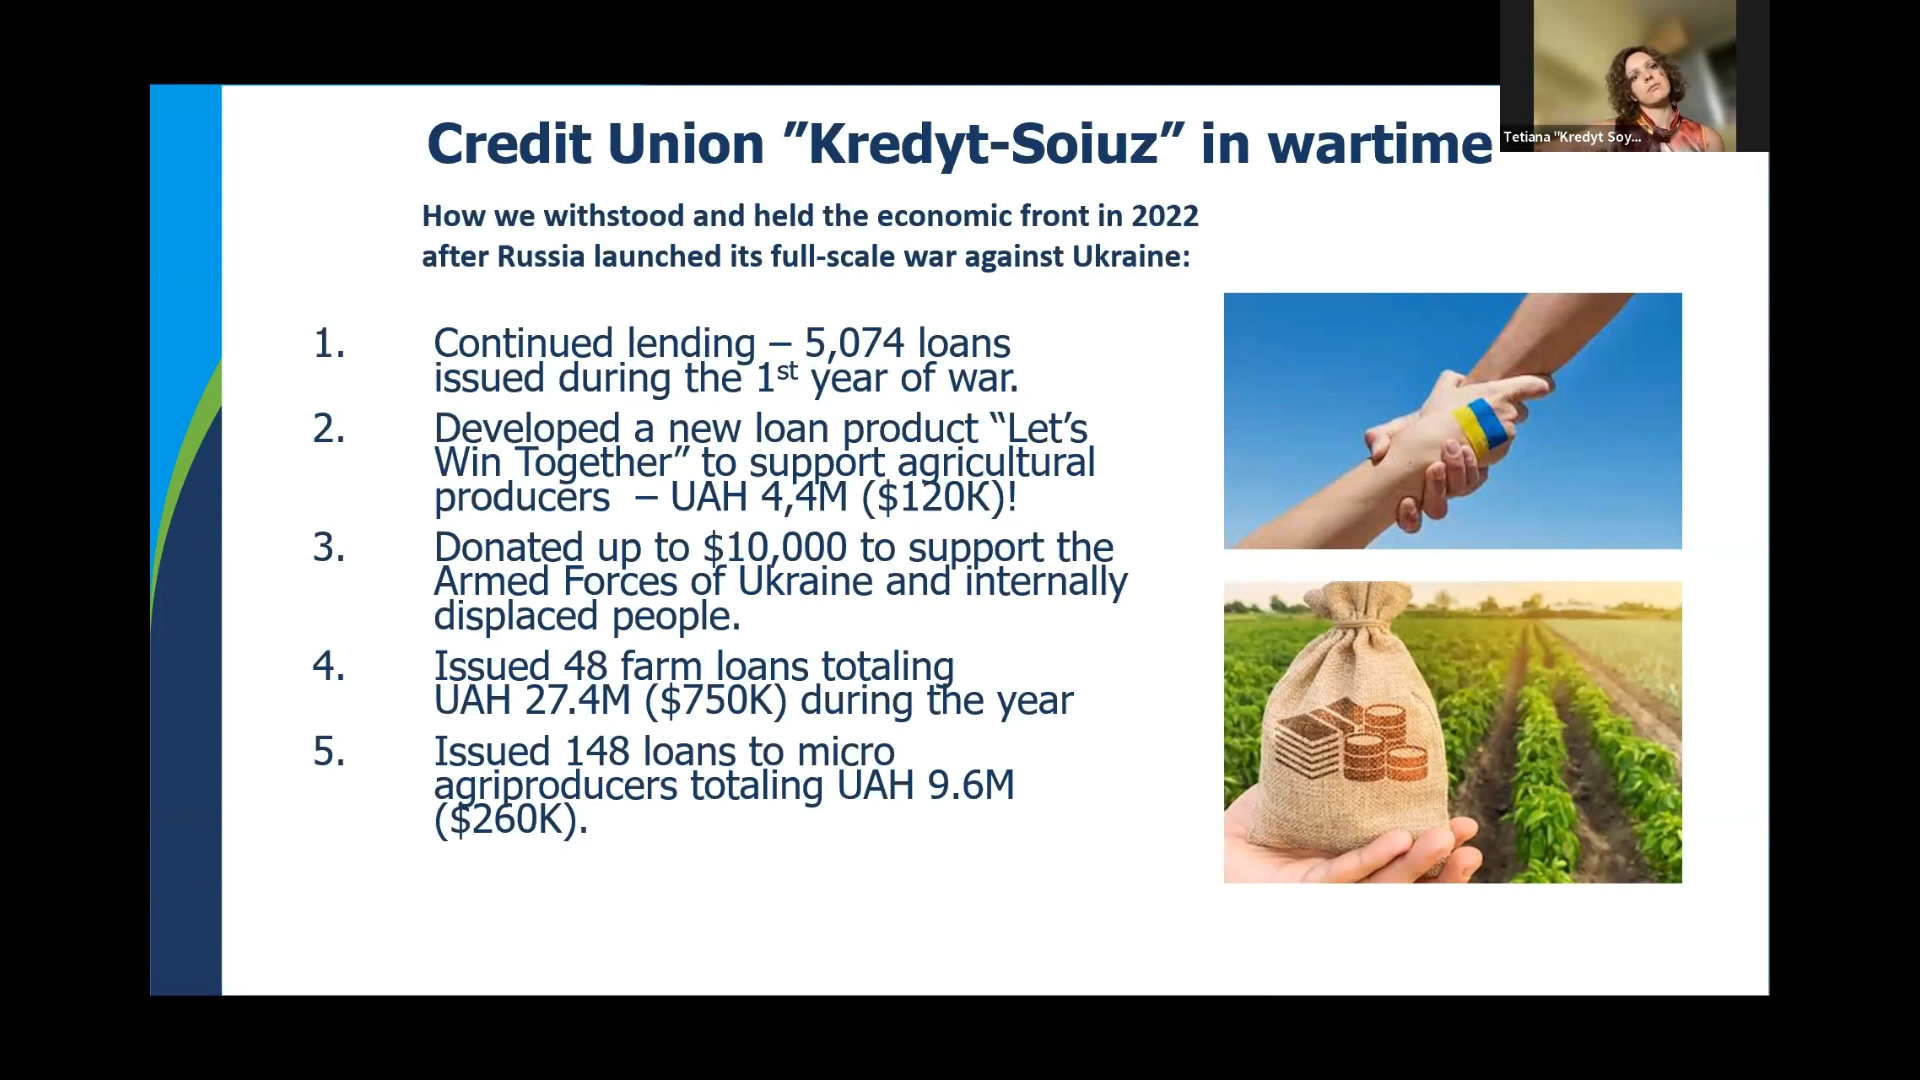 Credit Union ”Kredyt-Soiuz” in wartime
Tetiana "Kredyt Soy...
How we withstood and held the economic front in 2022
after Russia launched its full-scale war against Ukraine:
1. Continued lending – 5,074 loans
issued during the 1st year of war.
2. Developed a new loan product “Let’s
Win Together” to support agricultural
producers – UAH 4,4M ($120K)!
3. Donated up to $10,000 to support the
Armed Forces of Ukraine and internally
displaced people.
4. Issued 48 farm loans totaling
UAH 27.4M ($750K) during the year
5. Issued 148 loans to micro
agriproducers totaling UAH 9.6M
($260K).